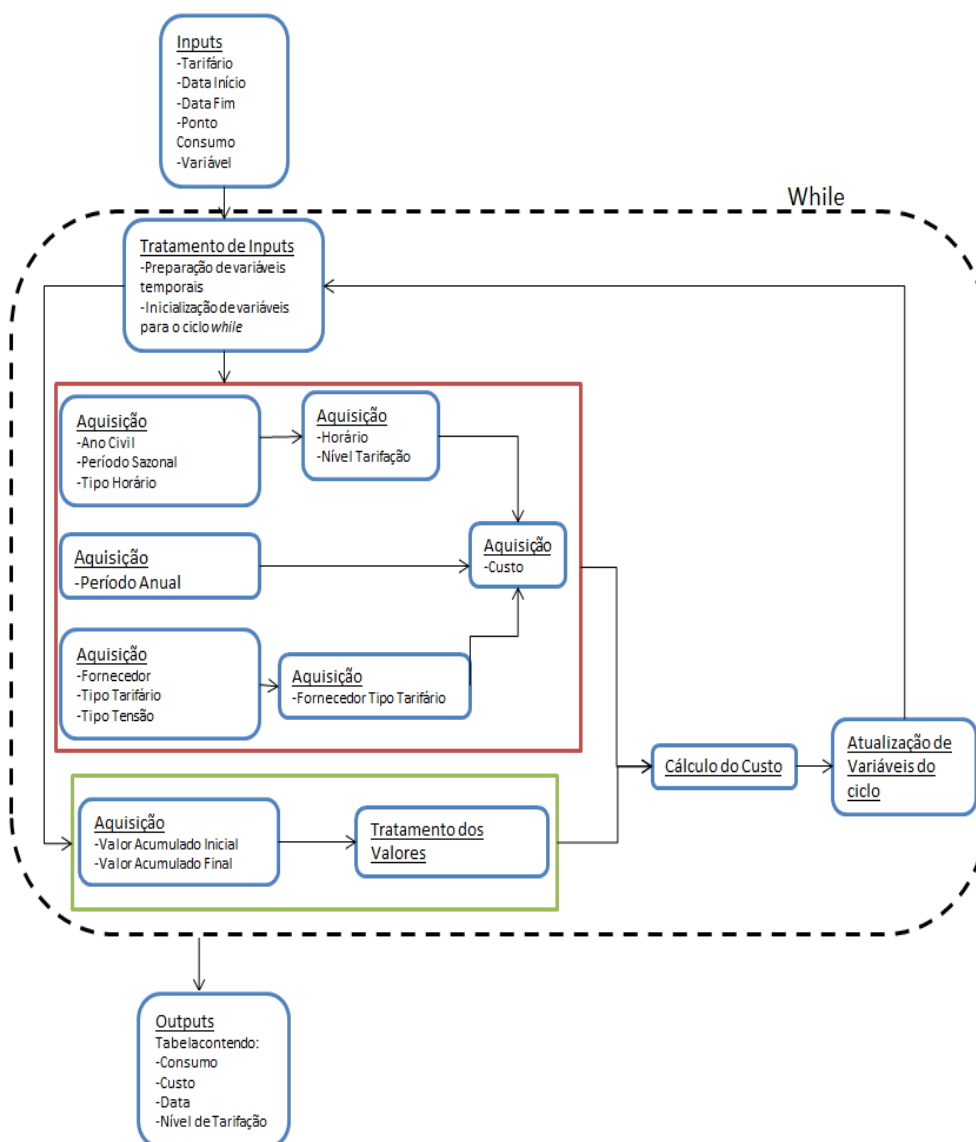 Inputs
-Tarifário
-Data Início
-Data Fim
-Ponto
Consumo
-Variável
While
Tratamento de Inputs
-Preparação de variáveis
temporais
-Inicialização de variáveis
para o ciclo while
Aquisição
-Ano Civil
-Período Sazonal
-Tipo Horário
Aquisição
-Horário
-Nível Tarifação
Aquisição
-Custo
Aquisição
-Período Anual
Aquisição
-Fornecedor
-Tipo Tarifário
-Tipo Tensão
Aquisição
-Fornecedor Tipo Tarifário
Aquisição
-Valor Acumulado Inicial
-Valor Acumulado Final
Tratamento dos
Valores
Cálculo do Custo
Atualização de
Variáveis do
ciclo
Outputs
Tabelacontendo:
-Consumo
-Custo
-Data
-Nível de Tarifação